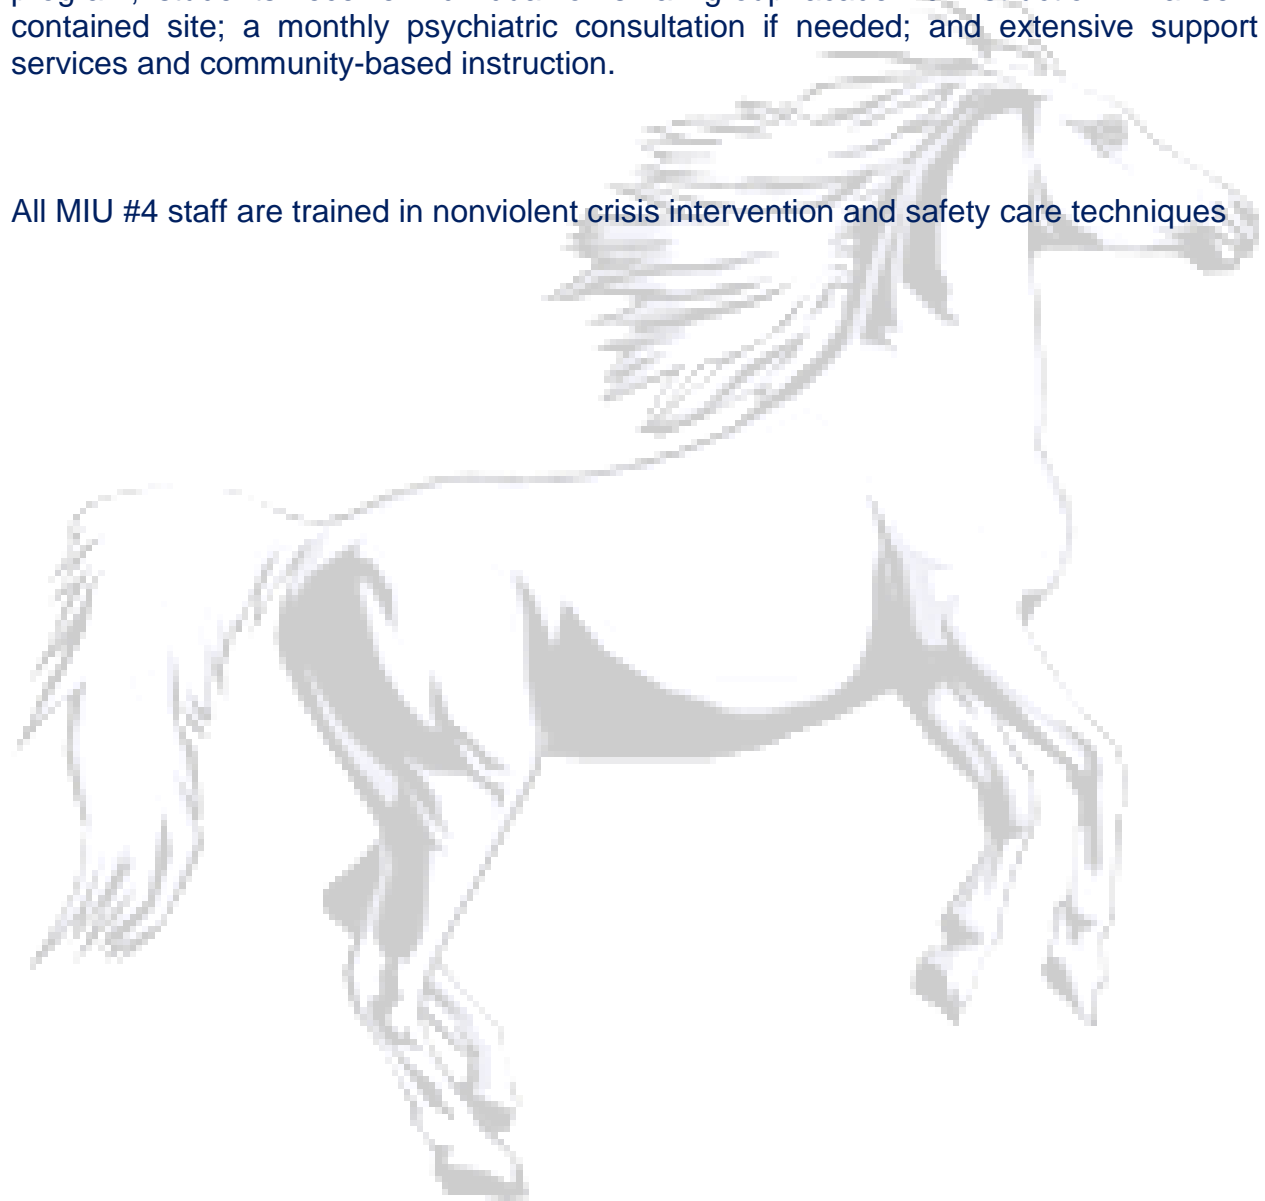 contained site; a monthly psychiatric consultation if needed; and extensive support
services and community-based instruction.
All MIU #4 staff are trained in nonviolent crisis intervention and safety care techniques